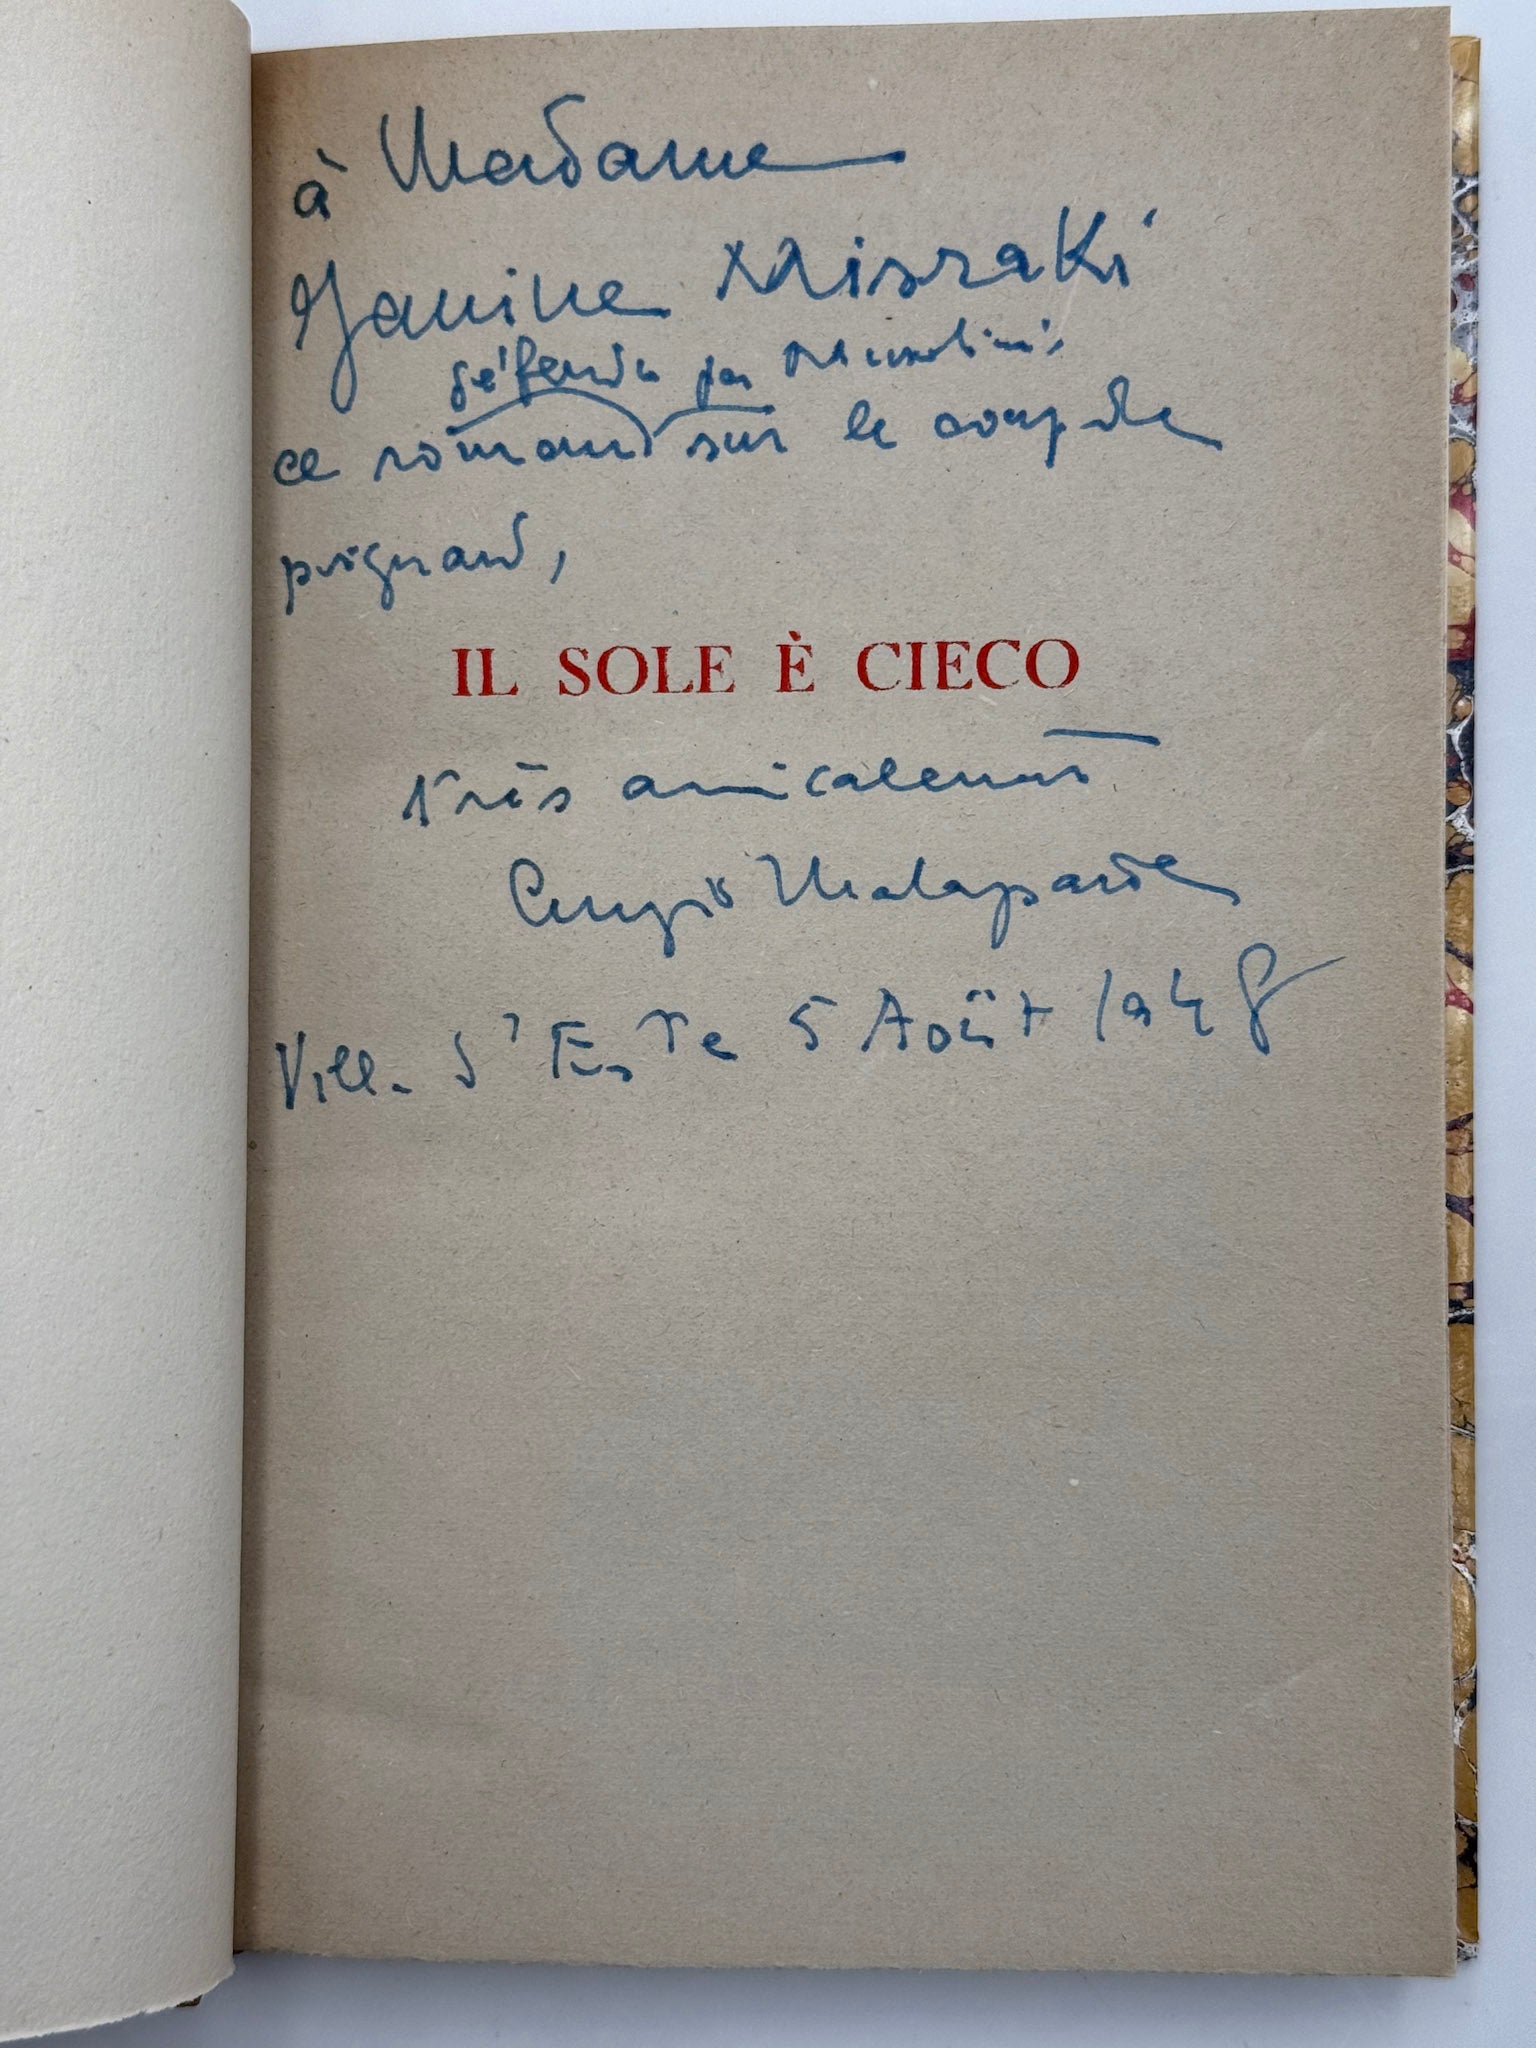 à Madame
Janine Misraki
défendu par Mussolini,
ce roman sur le coup de
poignard,
IL SOLE È CIECO
très amicalement
Curzio Malaparte
Villa d'Este 5 Août 1948